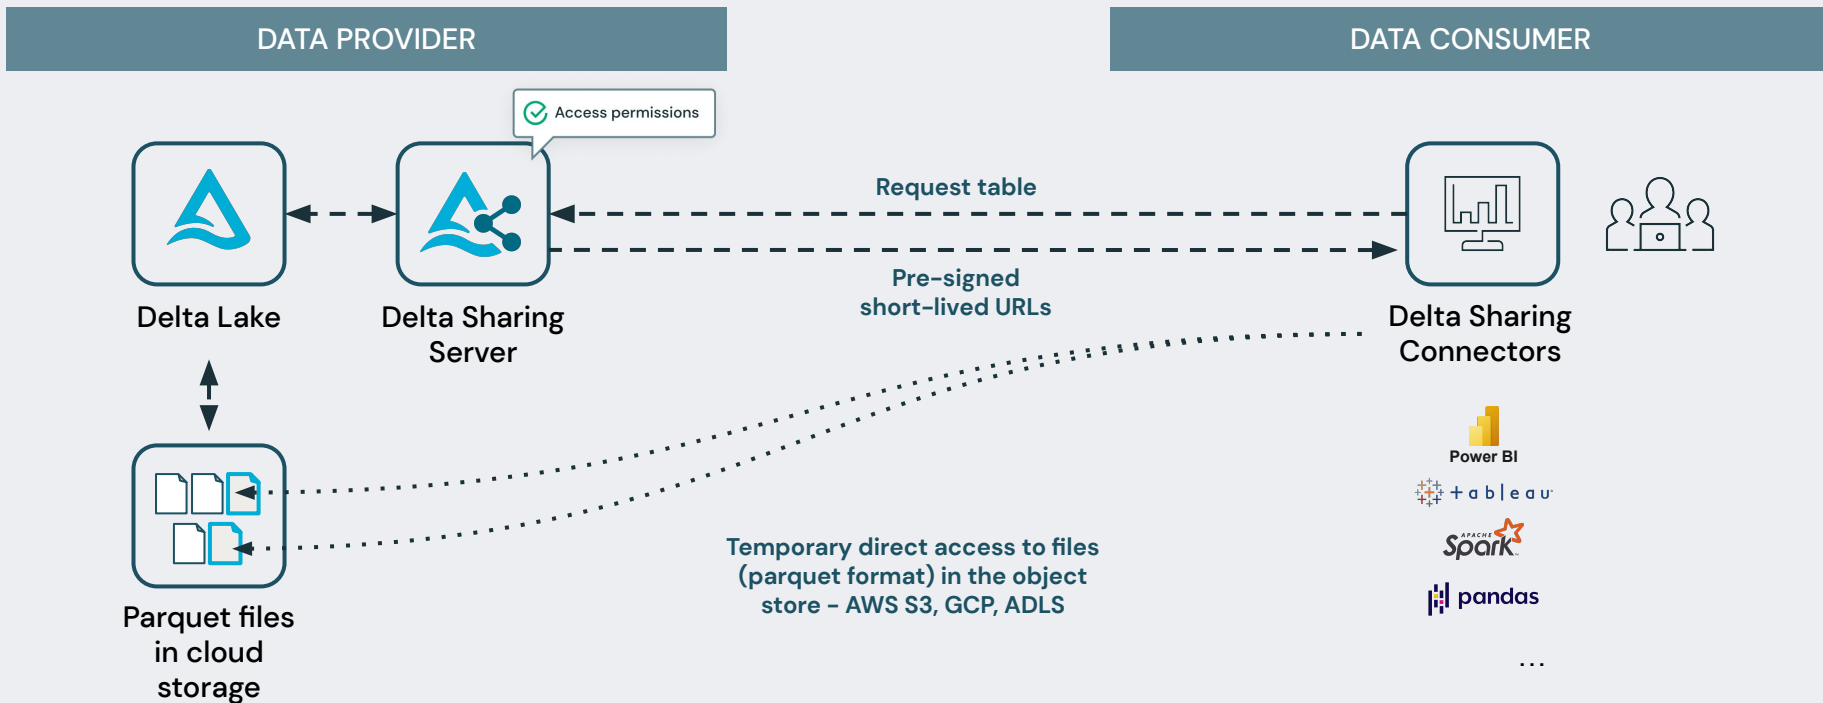 DATA PROVIDER
DATA CONSUMER
Access permissions
Request table
Pre-signed
short-lived URLs
Delta Lake
Delta Sharing
Server
Delta Sharing
Connectors
Power BI
+ableau
APACHE
Spark
pandas
...
Temporary direct access to files
(parquet format) in the object
store - AWS S3, GCP, ADLS
Parquet files
in cloud
storage